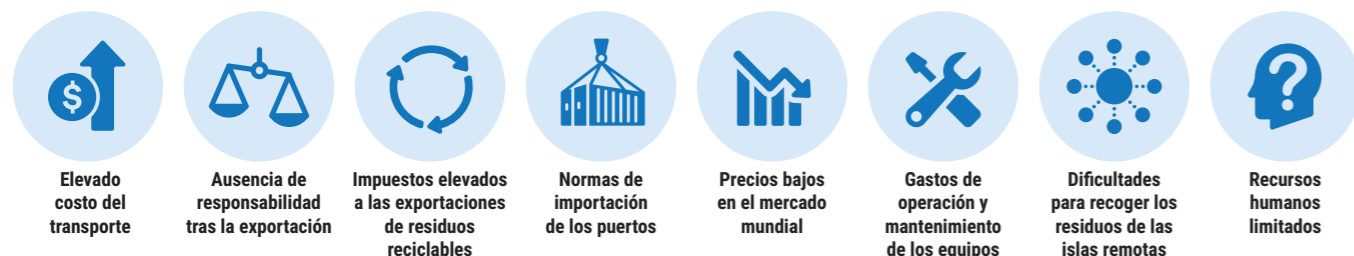 $
Elevado
costo del
transporte
Ausencia de
responsabilidad
tras la exportación
Impuestos elevados
a las exportaciones
de residuos
reciclables
Normas de
importación
de los puertos
Precios bajos
en el mercado
mundial
Gastos de
operación y
mantenimiento
de los equipos
Dificultades
para recoger los
residuos de las
islas remotas
?
Recursos
humanos
limitados